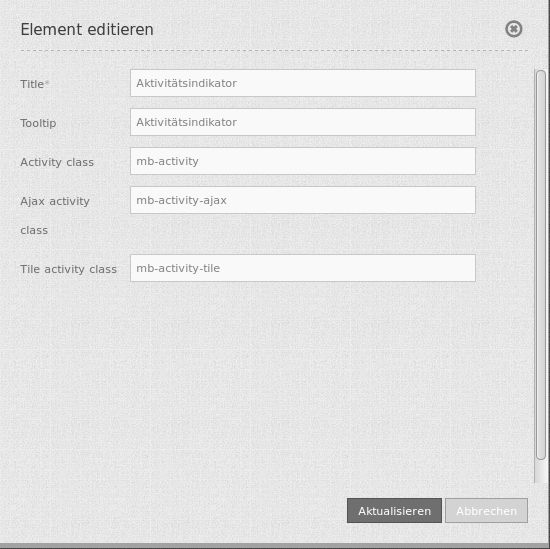 Element editieren
Title* Aktivitätsindikator
Tooltip Aktivitätsindikator
Activity class mb-activity
Ajax activity class mb-activity-ajax
Tile activity class mb-activity-tile
Aktualisieren Abbrechen